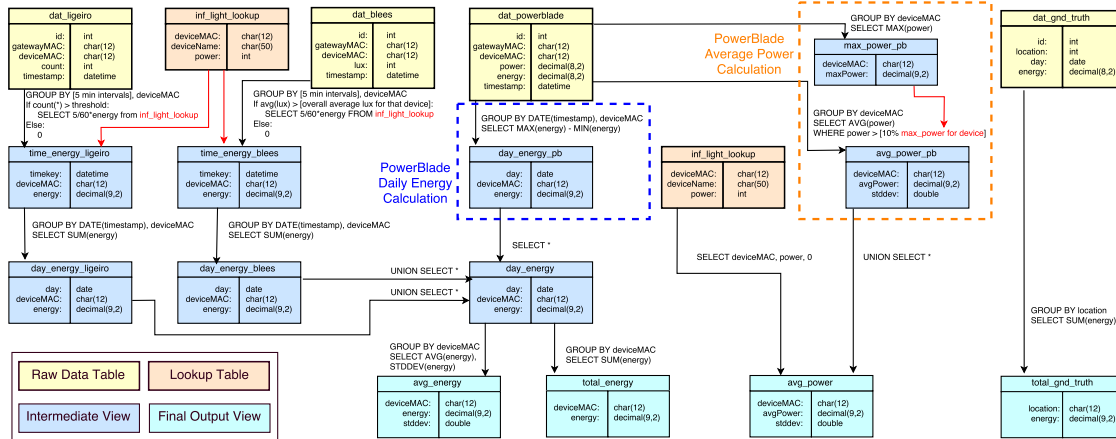 dat_ligeiro
id: int
gatewayMAC: char(12)
deviceMAC: char(12)
count: int
timestamp: datetime
inf_light_lookup
deviceMAC: char(12)
deviceName: char(50)
power: int
dat_blees
id: int
gatewayMAC: char(12)
deviceMAC: char(12)
lux: int
timestamp: datetime
dat_powerblade
id: int
gatewayMAC: char(12)
deviceMAC: char(12)
power: decimal(8,2)
energy: decimal(8,2)
timestamp: datetime
PowerBlade
Average Power
Calculation
GROUP BY deviceMAC
SELECT MAX(power)
max_power_pb
deviceMAC: char(12)
maxPower: decimal(9,2)
dat_gnd_truth
id: int
location: int
day: date
energy: decimal(8,2)
GROUP BY [5 min intervals], deviceMAC
If count(*) > threshold:
SELECT 5/60*energy from inf_light_lookup
Else:
0
GROUP BY [5 min intervals], deviceMAC
If avg(lux) > [overall average lux for that device]:
SELECT 5/60*energy FROM inf_light_lookup
Else:
0
GROUP BY DATE(timestamp), deviceMAC
SELECT MAX(energy) - MIN(energy)
GROUP BY deviceMAC
SELECT AVG(power)
WHERE power > [10% max_power for device]
time_energy_ligeiro
timekey: datetime
deviceMAC: char(12)
energy: decimal(9,2)
time_energy_blees
timekey: datetime
deviceMAC: char(12)
energy: decimal(9,2)
PowerBlade
Daily Energy
Calculation
day_energy_pb
day: date
deviceMAC: char(12)
energy: decimal(9,2)
inf_light_lookup
deviceMAC: char(12)
deviceName: char(50)
power: int
avg_power_pb
deviceMAC: char(12)
avgPower: decimal(9,2)
stddev: double
GROUP BY DATE(timestamp), deviceMAC
SELECT SUM(energy)
GROUP BY DATE(timestamp), deviceMAC
SELECT SUM(energy)
SELECT *
SELECT deviceMAC, power, 0
UNION SELECT *
day_energy_ligeiro
day: date
deviceMAC: char(12)
energy: decimal(9,2)
day_energy_blees
day: date
deviceMAC: char(12)
energy: decimal(9,2)
UNION SELECT *
UNION SELECT *
day_energy
day: date
deviceMAC: char(12)
energy: decimal(9,2)
GROUP BY location
SELECT SUM(energy)
GROUP BY deviceMAC
SELECT AVG(energy),
STDDEV(energy)
GROUP BY deviceMAC
SELECT SUM(energy)
Raw Data Table
Lookup Table
Intermediate View
Final Output View
avg_energy
deviceMAC: char(12)
energy: decimal(9,2)
stddev: double
total_energy
deviceMAC: char(12)
energy: decimal(9,2)
avg_power
deviceMAC: char(12)
avgPower: decimal(9,2)
stddev: double
total_gnd_truth
location: char(12)
energy: decimal(9,2)